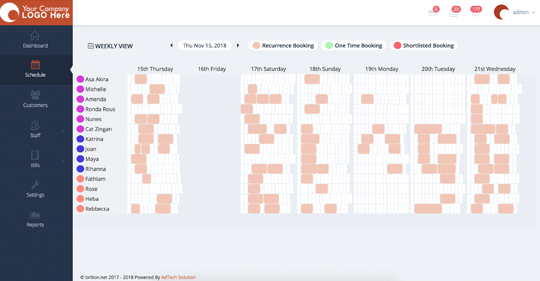 Your Company
LOGO Here
6
23
171
admin
Dashboard
Schedule
Customers
Staff
Bills
Settings
Reports
WEEKLY VIEW
Thu Nov 15, 2018
Recurrence Booking
One Time Booking
Shortlisted Booking
15th Thursday
16th Friday
17th Saturday
18th Sunday
19th Monday
20th Tuesday
21st Wednesday
Asa Akira
Michelle
Amenda
Ronda Rous
Nunes
Cat Zingan
Katrina
Joan
Maya
Rihanna
Fathiam
Rose
Heba
Rebbecca
© brilion.net 2017 - 2018 Powered By AdTech Solution